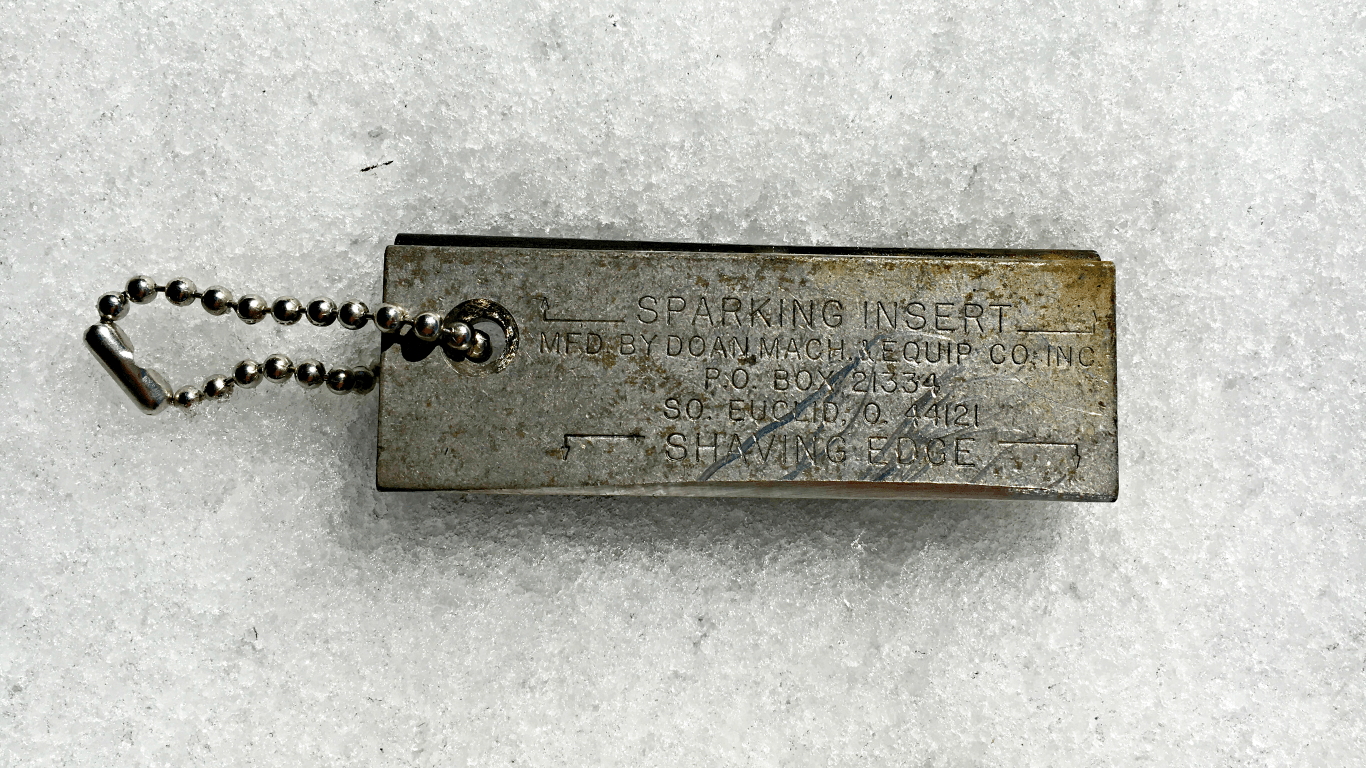 SPARKING INSERT
MFD BY DOAN MACH. & EQUIP CO. INC
P.O. BOX 21334
SO. EUCLID, O. 44121
SHAVING EDGE